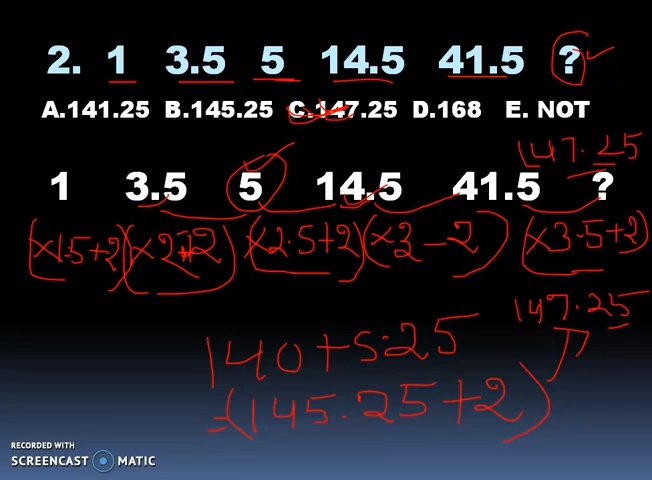 2. 1 3.5 5 14.5 41.5 ?
A.141.25 B.145.25 C.147.25 D.168 E. NOT
147.25
1 3.5 5 14.5 41.5 ?
(×1.5+2) (×2-2) (×2.5+2) (×3-2) (×3.5+2)
147.25
140+5.25
=(145.25+2)
RECORDED WITH
SCREENCAST MATIC